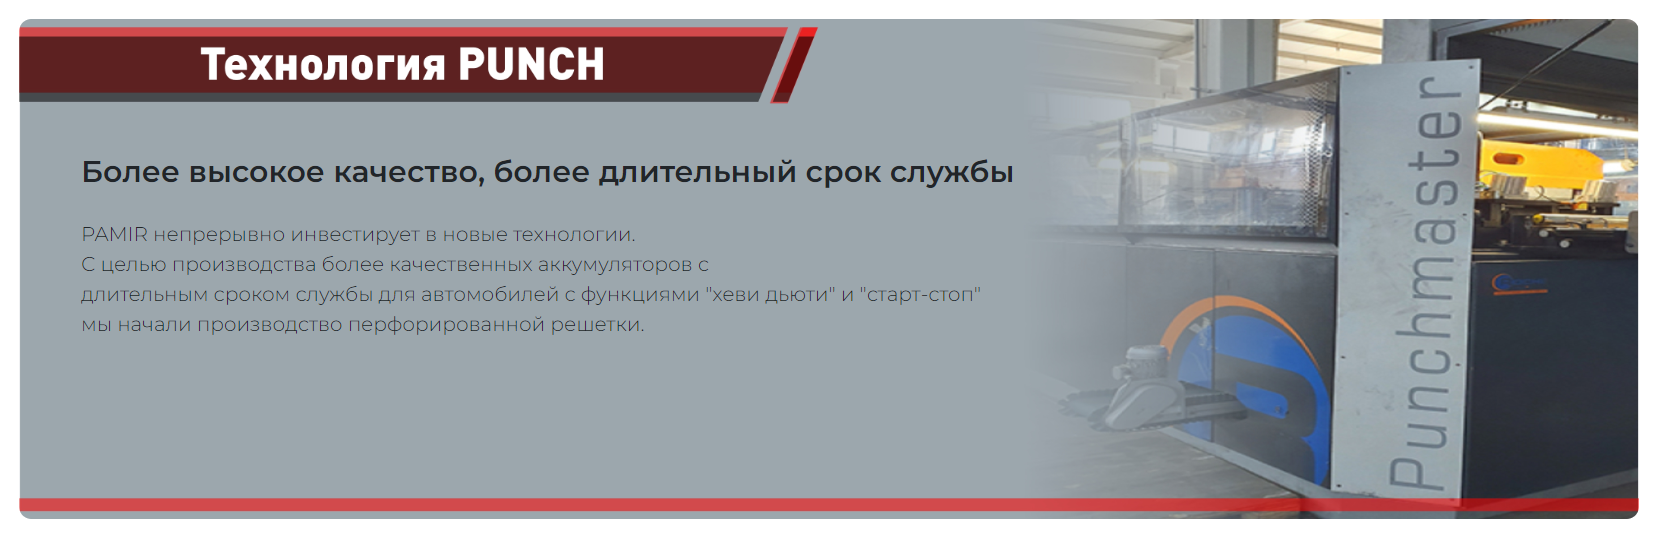 Технология PUNCH
Более высокое качество, более длительный срок службы
PAMIR непрерывно инвестирует в новые технологии.
С целью производства более качественных аккумуляторов с
длительным сроком службы для автомобилей с функциями "хеви дьюти" и "старт-стоп"
мы начали производство перфорированной решетки.
Punchmaster